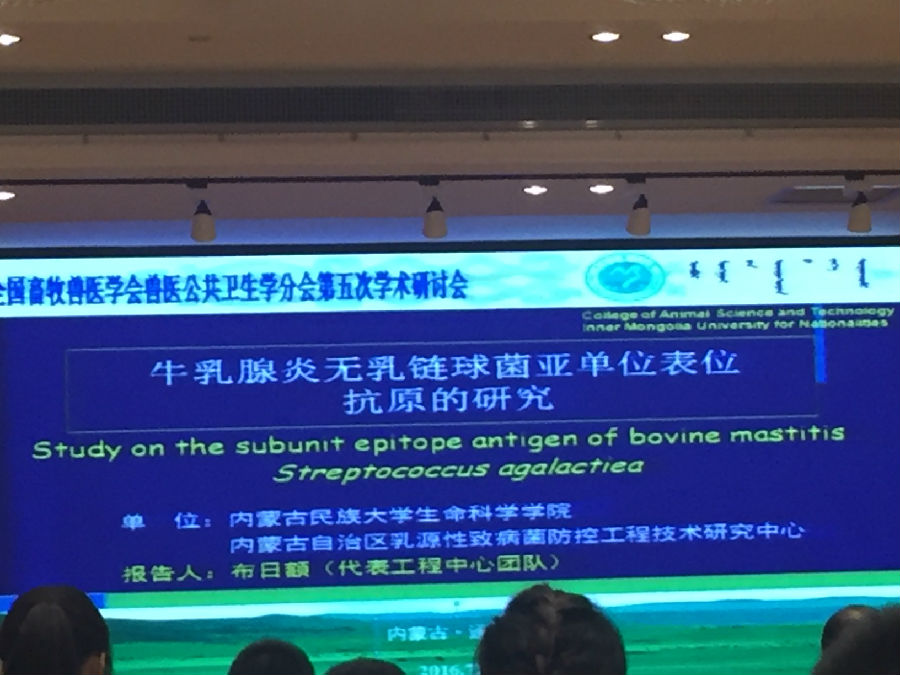 全国畜牧兽医学会兽医公共卫生学分会第五次学术研讨会
College of Animal Science and Technology
Inner Mongolia University for Nationalities
牛乳腺炎无乳链球菌亚单位表位
抗原的研究
Study on the subunit epitope antigen of bovine mastitis
Streptococcus agalactiea
单 位：内蒙古民族大学生命科学学院
内蒙古自治区乳源性致病菌防控工程技术研究中心
报告人：布日额（代表工程中心团队）
内蒙古·
2016.7